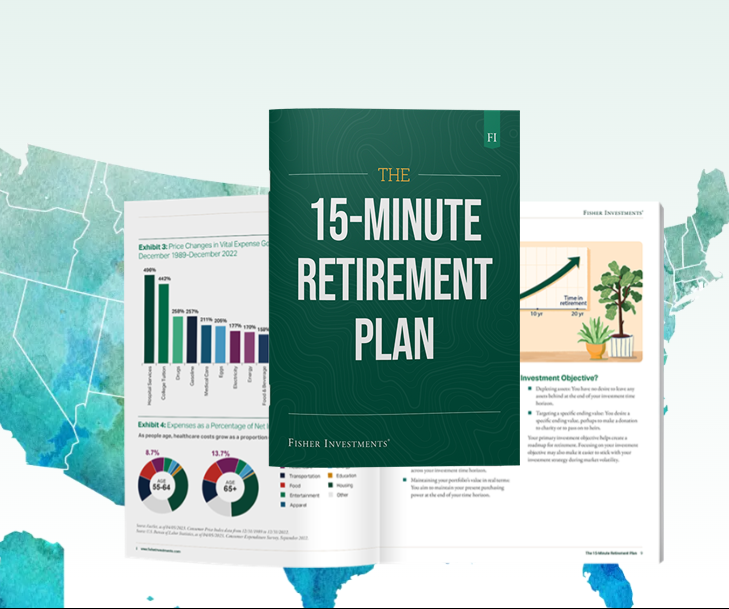 FI
THE
15-MINUTE
RETIREMENT
PLAN
FISHER INVESTMENTS®
Exhibit 3: Price Changes in Vital Expense
December 1989-December 2022
498%
442%
258% 257%
211% 208%
177% 170% 158%
Hospital Services
College Tuition
Drugs
Gasoline
Medical Care
Eggs
Electricity
Energy
Food & Beverage
Exhibit 4: Expenses as a Percentage of Net
As people age, healthcare costs grow as a proportion
8.7%
13.7%
AGE
55-64
AGE
65+
Transportation
Education
Food
Housing
Entertainment
Other
Apparel
www.fisherinvestments.com
FISHER INVESTMENTS®
Time in
retirement
10 yr
20 yr
Investment Objective?
Depleting assets: You have no desire to leave any
assets behind at the end of your investment time
horizon.
Targeting a specific ending value: You desire a
specific ending value, perhaps to make a donation
to charity or to pass on to heirs.
Your primary investment objective helps create a
roadmap for retirement. Focusing on your investment
objective may also make it easier to stick with your
investment strategy during market volatility.
across your investment time horizon.
Maintaining your portfolio's value in real terms:
You aim to maintain your present purchasing
power at the end of your investment time horizon.
The 15-Minute Retirement Plan